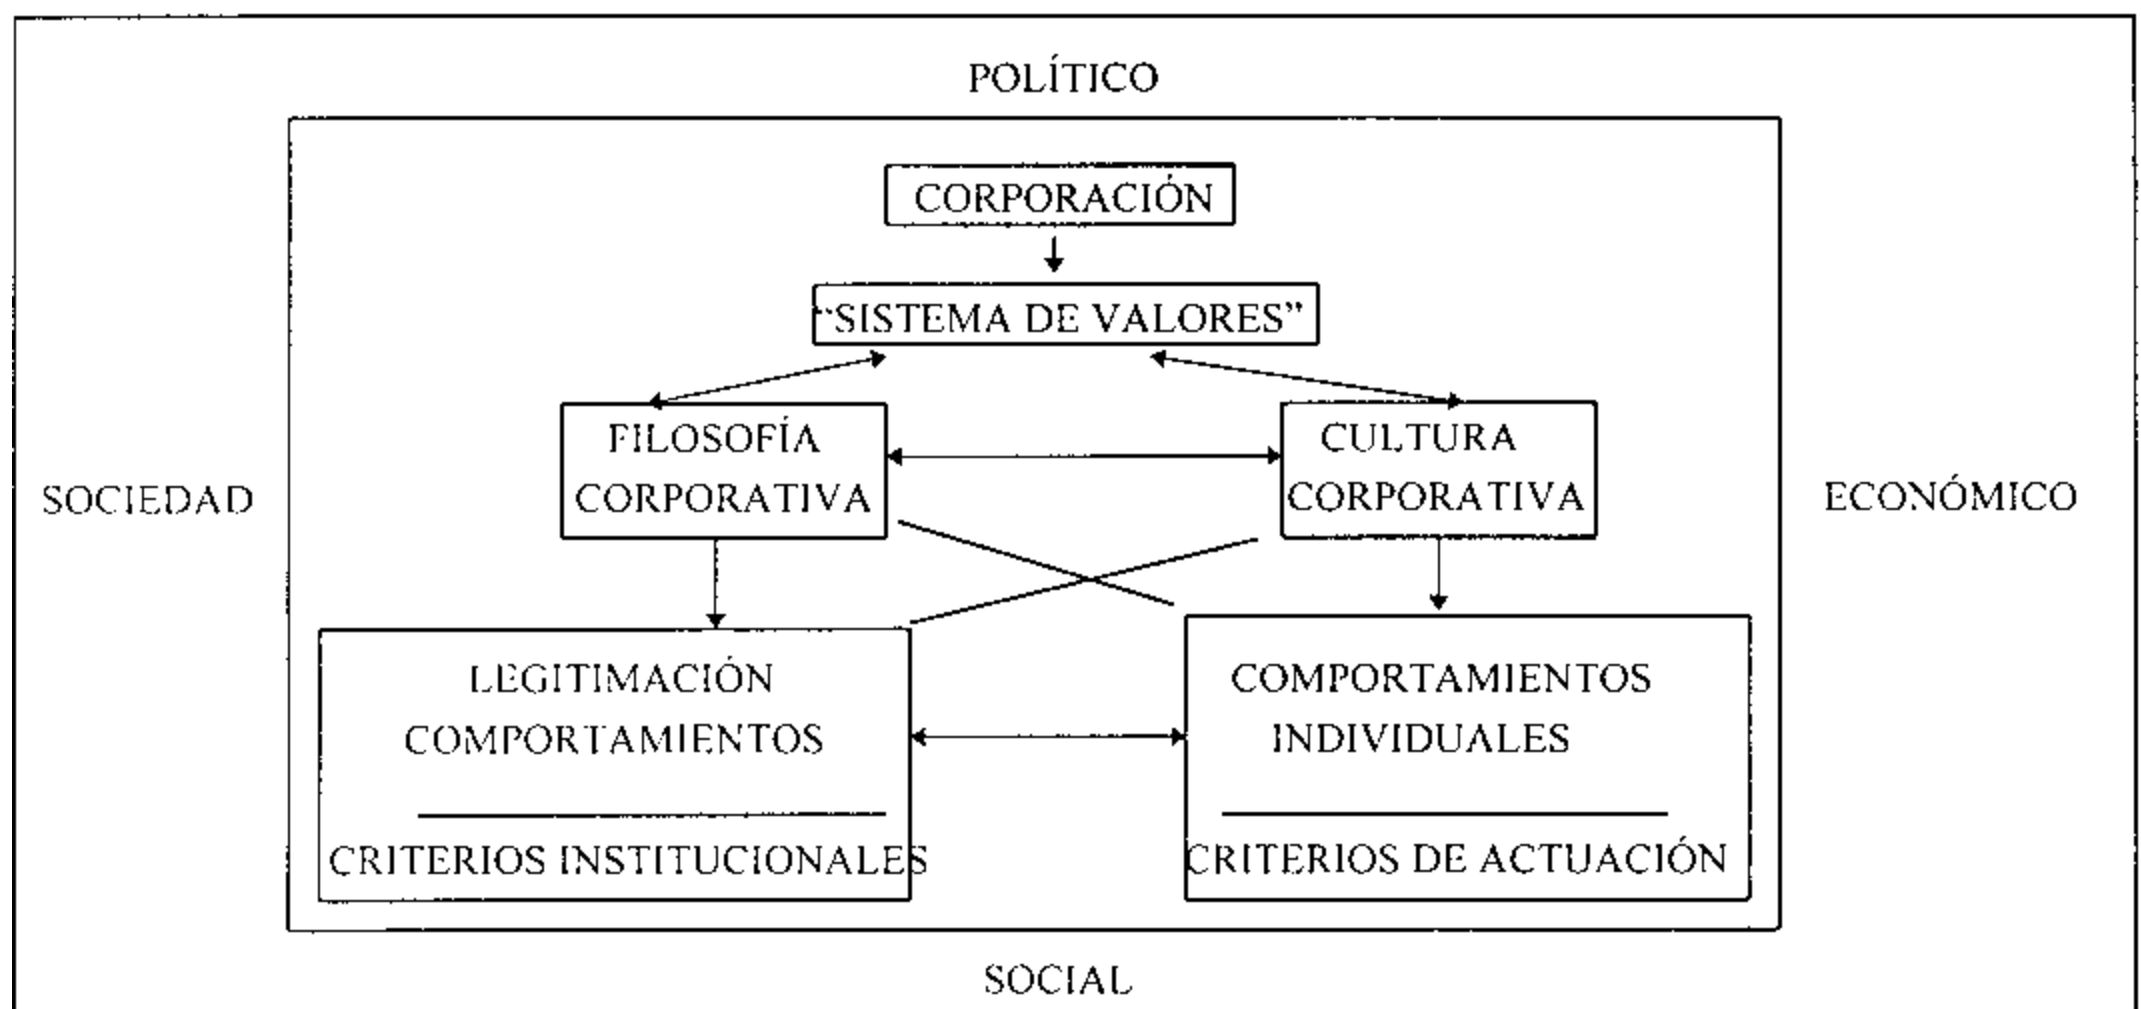 POLÍTICO
CORPORACIÓN
“SISTEMA DE VALORES”
FILOSOFÍA
CORPORATIVA
CULTURA
CORPORATIVA
SOCIEDAD
ECONÓMICO
LEGITIMACIÓN
COMPORTAMIENTOS
CRITERIOS INSTITUCIONALES
COMPORTAMIENTOS
INDIVIDUALES
CRITERIOS DE ACTUACIÓN
SOCIAL